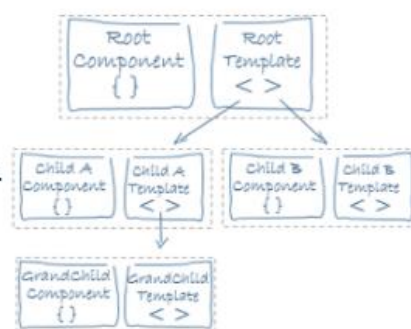 Root
Component
{ }
Root
Template
< >
Child A
Component
{ }
Child A
Template
< >
Child B
Component
{ }
Child B
Template
< >
GrandChild
Component
{ }
GrandChild
Template
< >